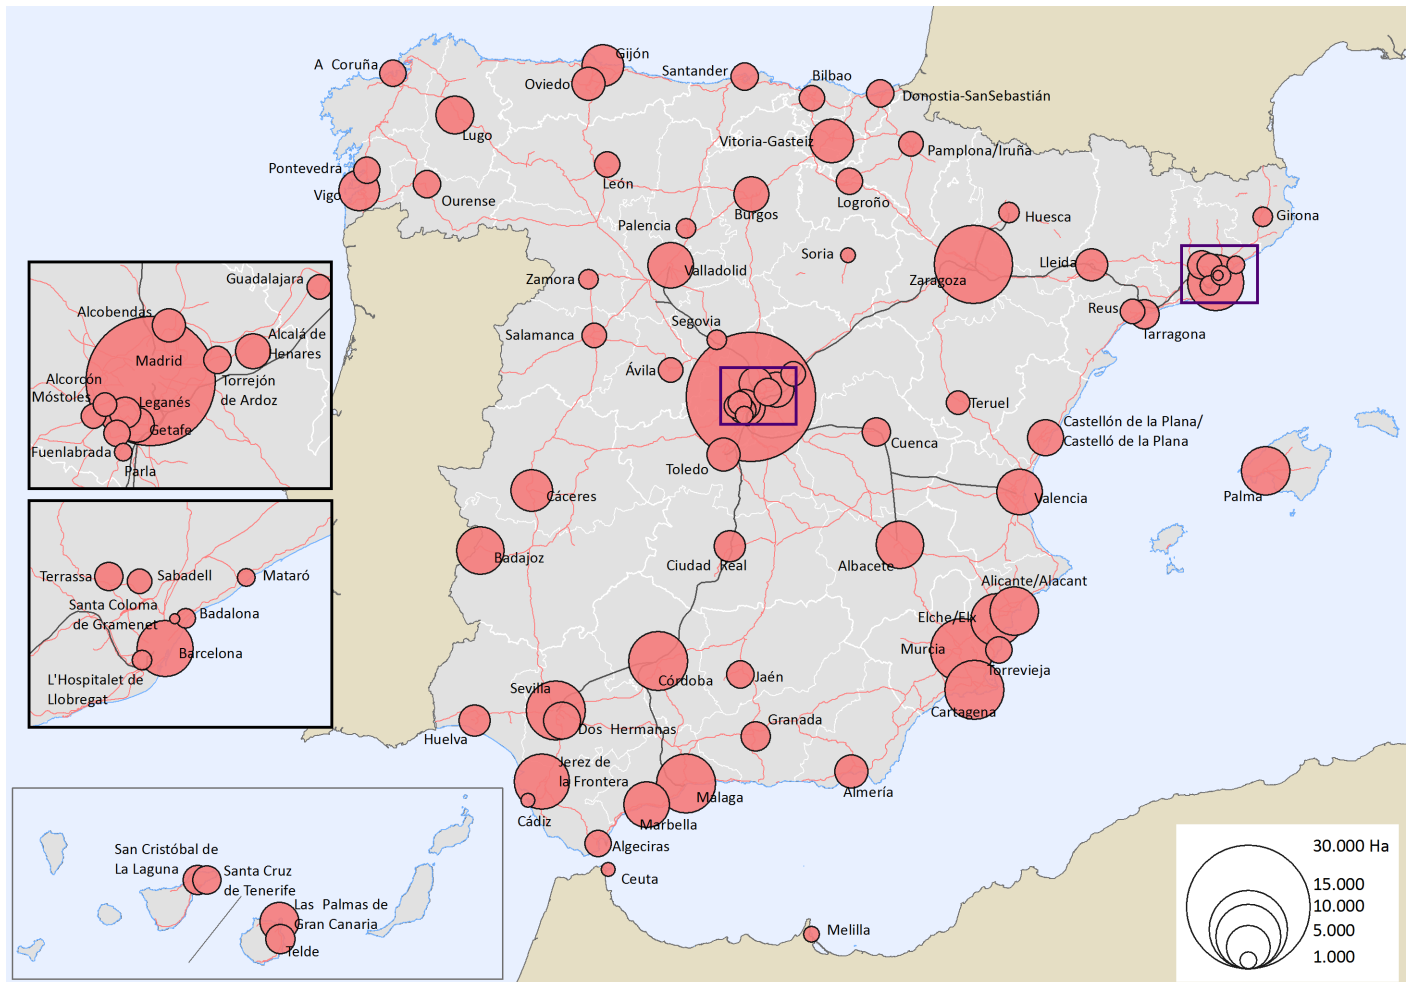 Gijón
A Coruña
Santander
Bilbao
Oviedo
Donostia-SanSebastián
Lugo
Vitoria-Gasteiz
Pamplona/Iruña
Pontevedra
León
Vigo
Ourense
Logroño
Burgos
Huesca
Girona
Palencia
Soria
Lleida
Valladolid
Zaragoza
Zamora
Reus
Segovia
Salamanca
Tarragona
Ávila
Teruel
Castellón de la Plana/
Castelló de la Plana
Cuenca
Toledo
Cáceres
Valencia
Palma
Badajoz
Ciudad Real
Albacete
Alicante/Alacant
Elche/Elx
Murcia
Torrevieja
Córdoba
Jaén
Sevilla
Cartagena
Granada
Dos Hermanas
Huelva
Jerez de
la Frontera
Málaga
Almería
Cádiz
Marbella
Algeciras
Ceuta
Melilla
Guadalajara
Alcobendas
Alcalá de
Henares
Madrid
Torrejón
de Ardoz
Alcorcón
Móstoles
Leganés
Getafe
Fuenlabrada
Parla
Terrassa
Sabadell
Mataró
Santa Coloma
de Gramenet
Badalona
Barcelona
L'Hospitalet de
Llobregat
San Cristóbal de
La Laguna
Santa Cruz
de Tenerife
Las Palmas de
Gran Canaria
Telde
30.000 Ha
15.000
10.000
5.000
1.000